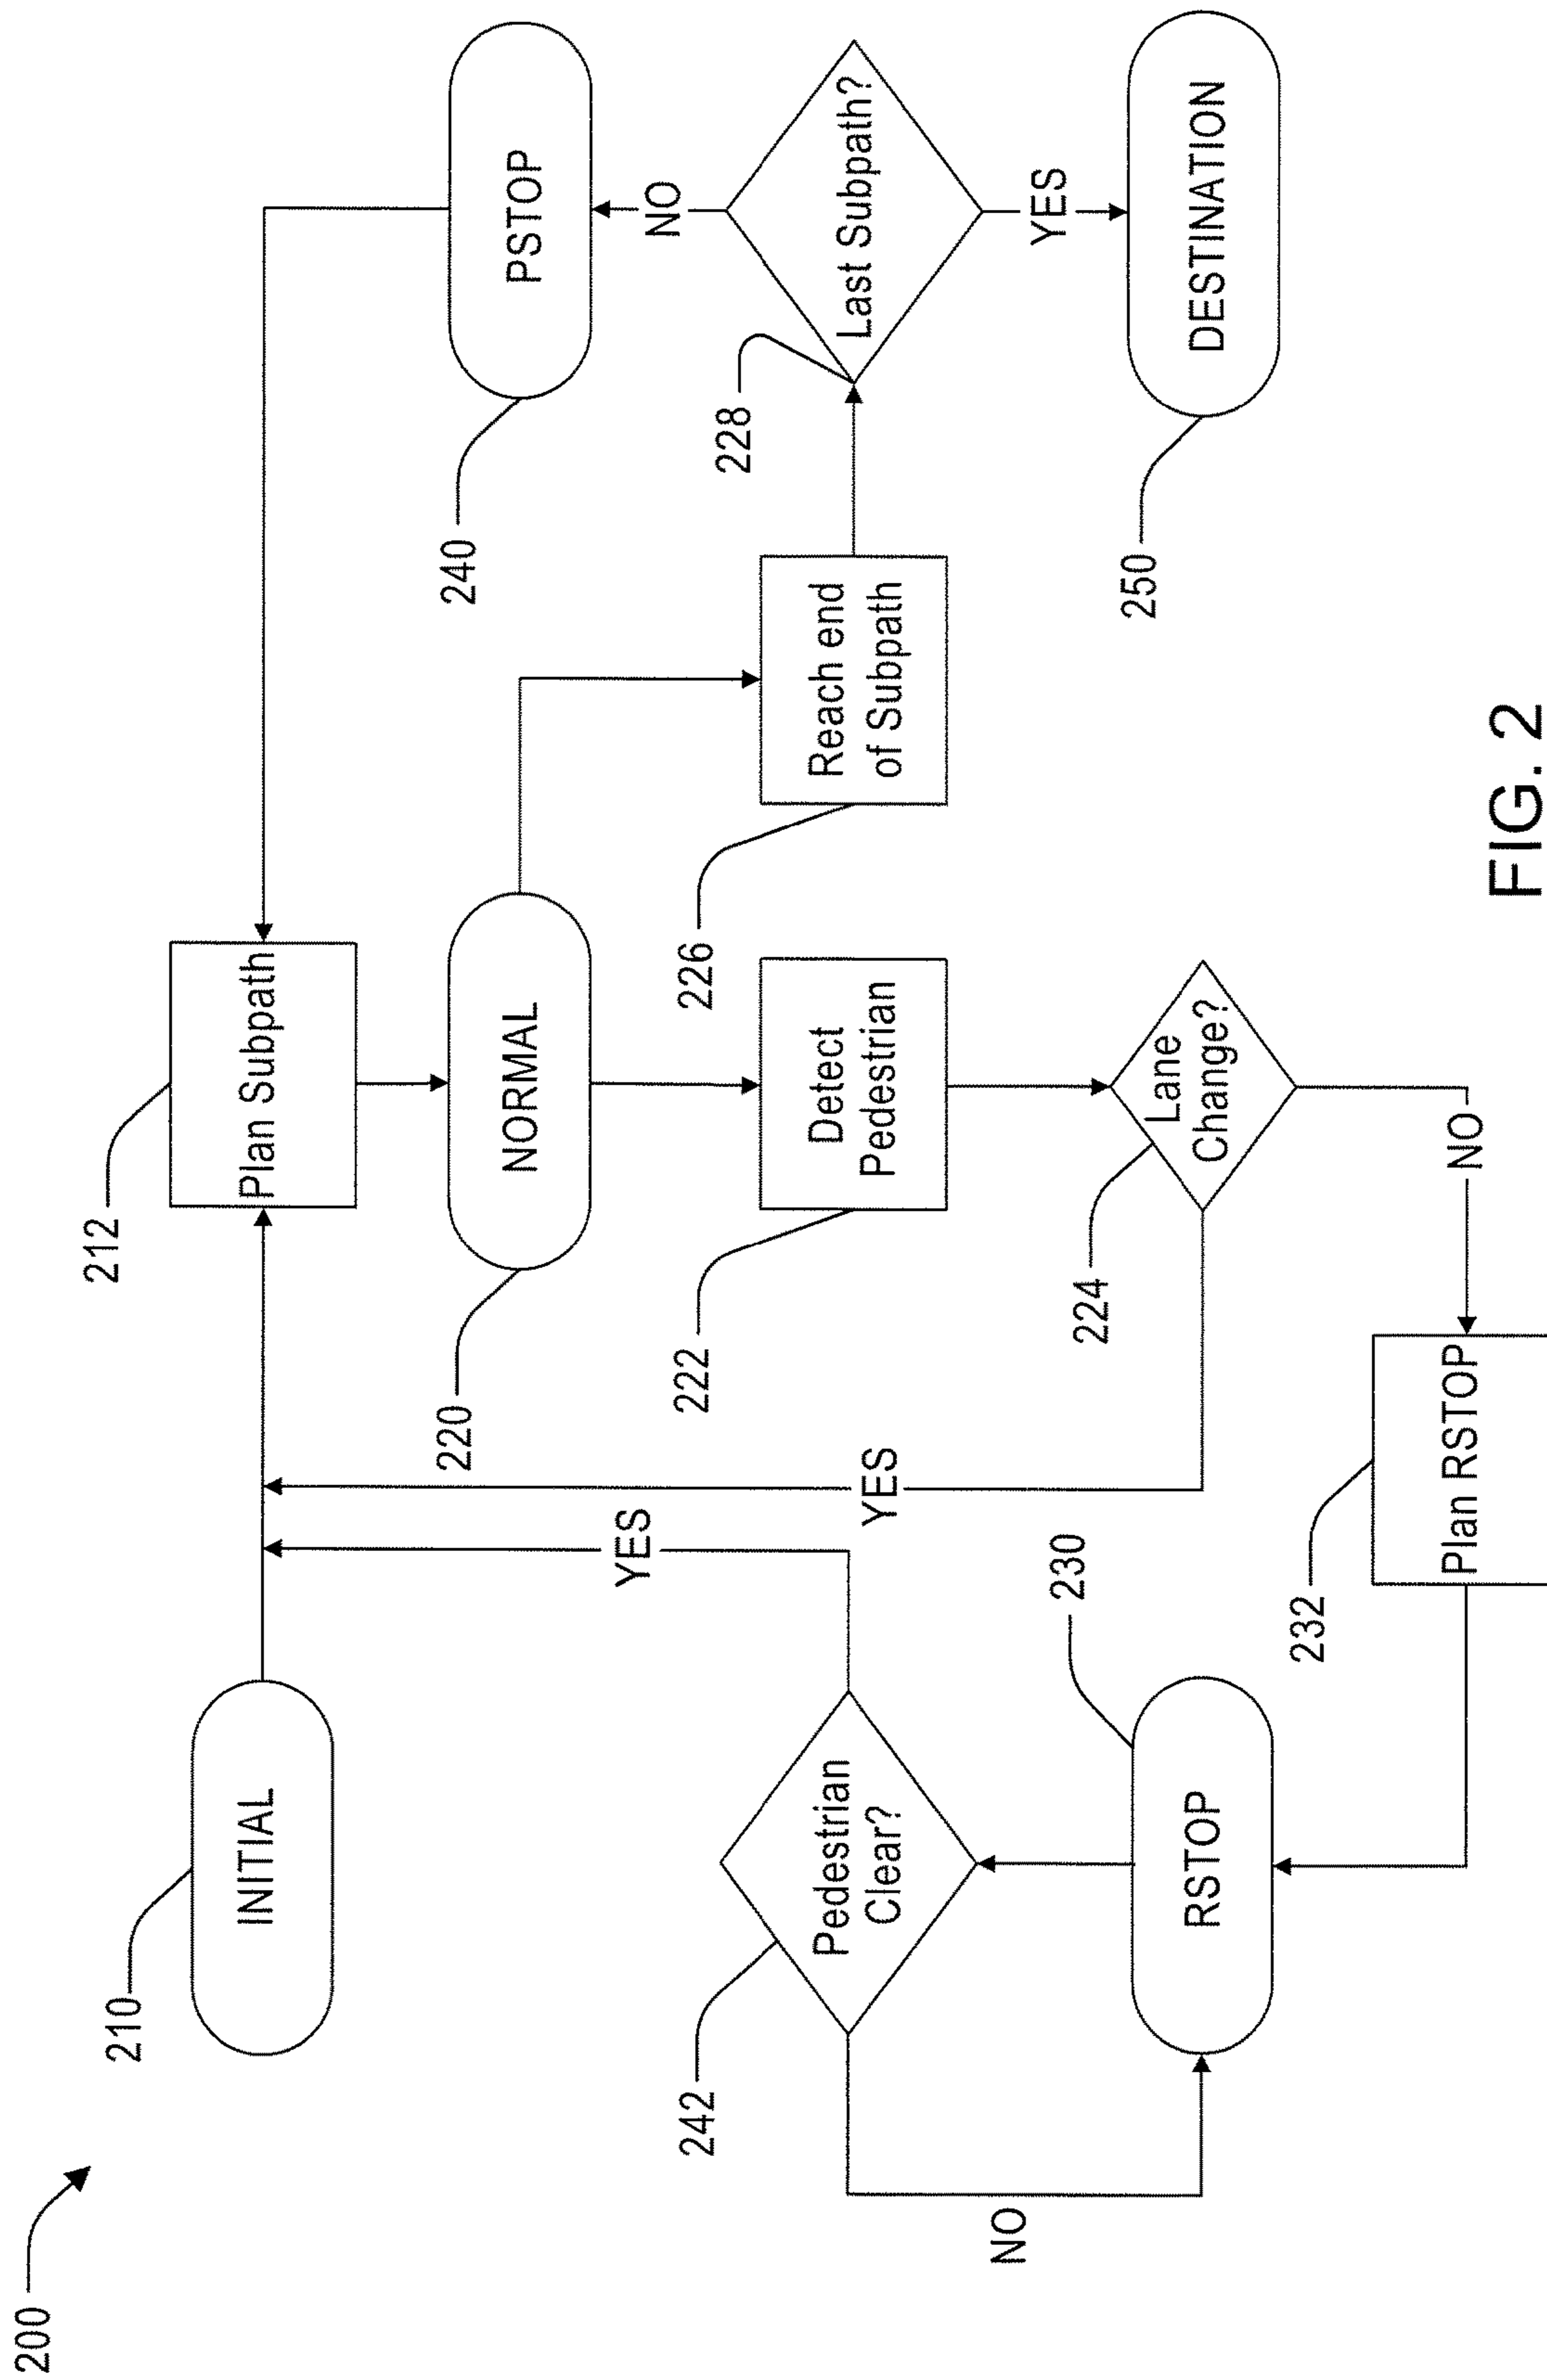 200
210
INITIAL
212
Plan Subpath
220
NORMAL
240
PSTOP
242
Pedestrian
Clear?
YES
NO
222
Detect
Pedestrian
226
Reach end
of Subpath
228
Last Subpath?
NO
YES
230
RSTOP
224
Lane
Change?
YES
NO
250
DESTINATION
232
Plan RSTOP
FIG. 2